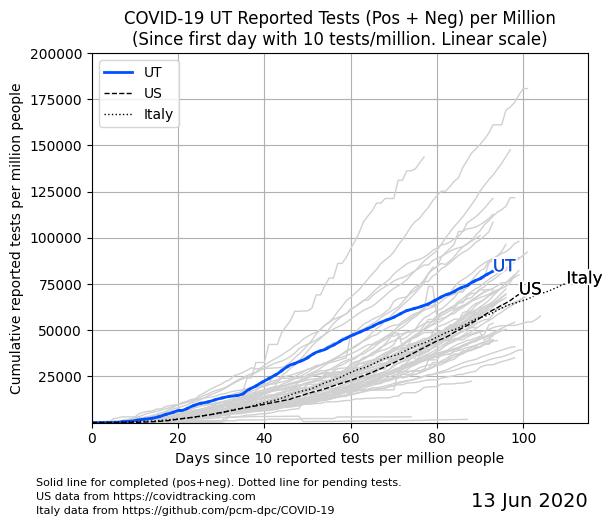 COVID-19 UT Reported Tests (Pos + Neg) per Million
(Since first day with 10 tests/million. Linear scale)
Cumulative reported tests per million people
200000
175000
150000
125000
100000
75000
50000
25000
UT
US
Italy
UT
US
Italy
0
20
40
60
80
100
Days since 10 reported tests per million people
Solid line for completed (pos+neg). Dotted line for pending tests.
US data from https://covidtracking.com
Italy data from https://github.com/pcm-dpc/COVID-19
13 Jun 2020